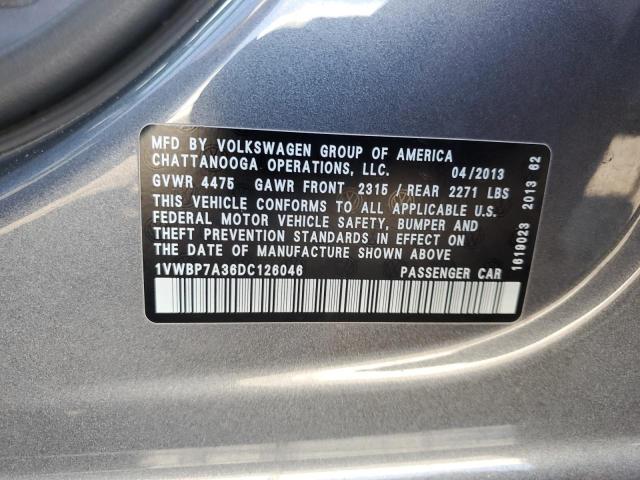 MFD BY VOLKSWAGEN GROUP OF AMERICA
CHATTANOOGA OPERATIONS, LLC. 04/2013
GVWR 4475 GAWR FRONT 2315 / REAR 2271 LBS
THIS VEHICLE CONFORMS TO ALL APPLICABLE U.S.
FEDERAL MOTOR VEHICLE SAFETY, BUMPER AND
THEFT PREVENTION STANDARDS IN EFFECT ON
THE DATE OF MANUFACTURE SHOWN ABOVE
1VWBP7A36DC126046 PASSENGER CAR
1619023 2013 62